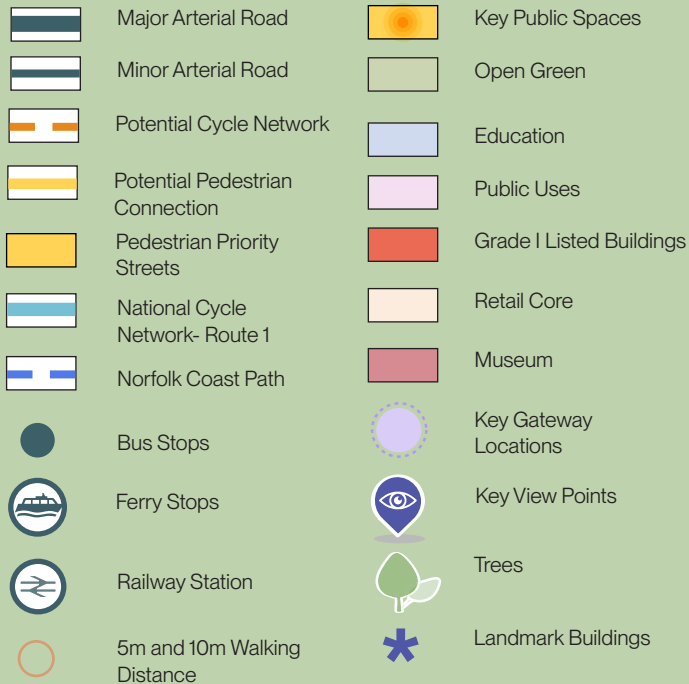 Major Arterial Road
Minor Arterial Road
Potential Cycle Network
Potential Pedestrian
Connection
Pedestrian Priority
Streets
National Cycle
Network- Route 1
Norfolk Coast Path
Bus Stops
Ferry Stops
Railway Station
5m and 10m Walking
Distance
Key Public Spaces
Open Green
Education
Public Uses
Grade I Listed Buildings
Retail Core
Museum
Key Gateway
Locations
Key View Points
Trees
Landmark Buildings